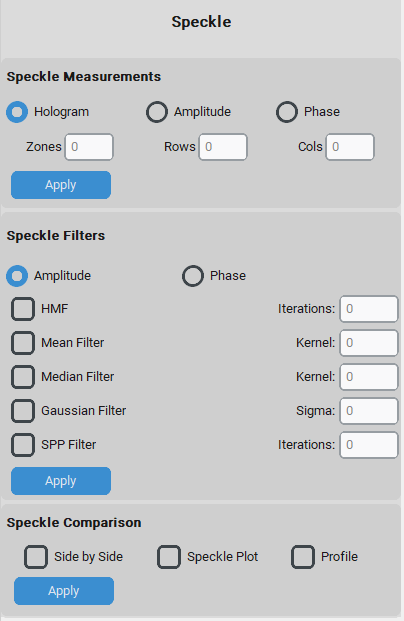 Speckle
Speckle Measurements
Hologram Amplitude Phase
Zones 0 Rows 0 Cols 0
Apply
Speckle Filters
Amplitude Phase
HMF Iterations: 0
Mean Filter Kernel: 0
Median Filter Kernel: 0
Gaussian Filter Sigma: 0
SPP Filter Iterations: 0
Apply
Speckle Comparison
Side by Side Speckle Plot Profile
Apply